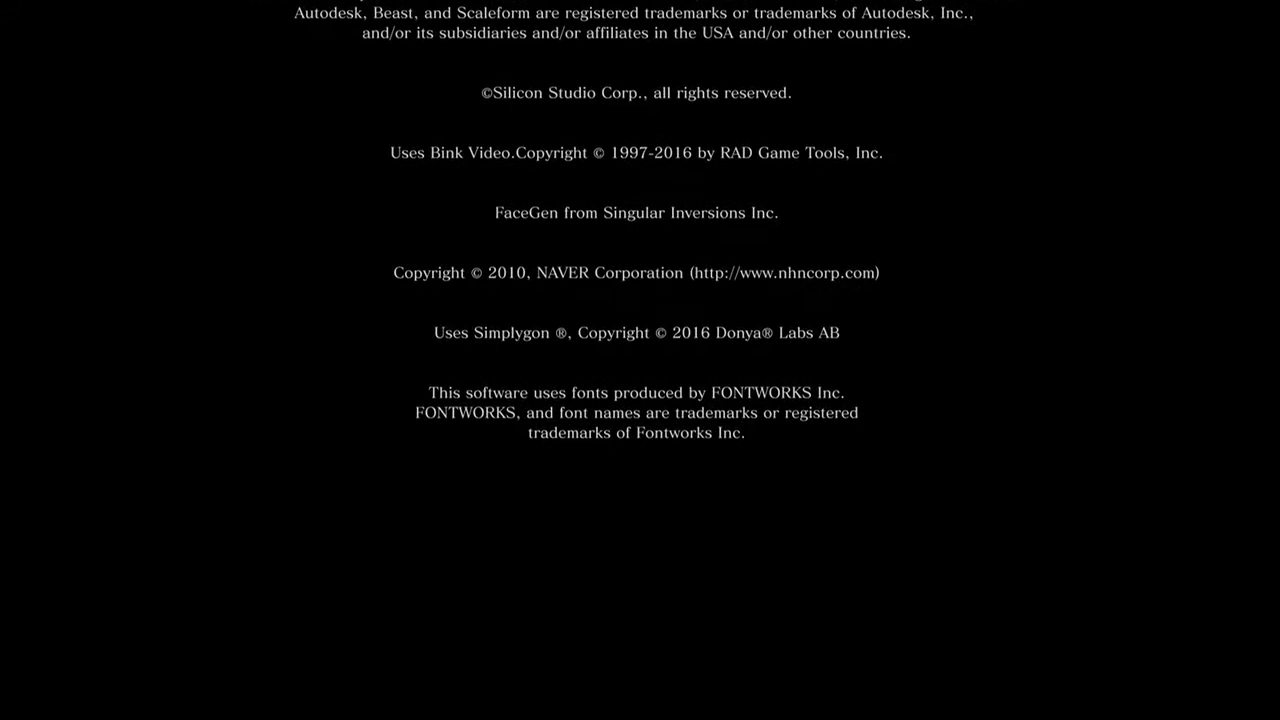 Autodesk, Beast, and Scaleform are registered trademarks or trademarks of Autodesk, Inc.,
and/or its subsidiaries and/or affiliates in the USA and/or other countries.
©Silicon Studio Corp., all rights reserved.
Uses Bink Video.Copyright © 1997-2016 by RAD Game Tools, Inc.
FaceGen from Singular Inversions Inc.
Copyright © 2010, NAVER Corporation (http://www.nhncorp.com)
Uses Simplygon ®, Copyright © 2016 Donya® Labs AB
This software uses fonts produced by FONTWORKS Inc.
FONTWORKS, and font names are trademarks or registered
trademarks of Fontworks Inc.